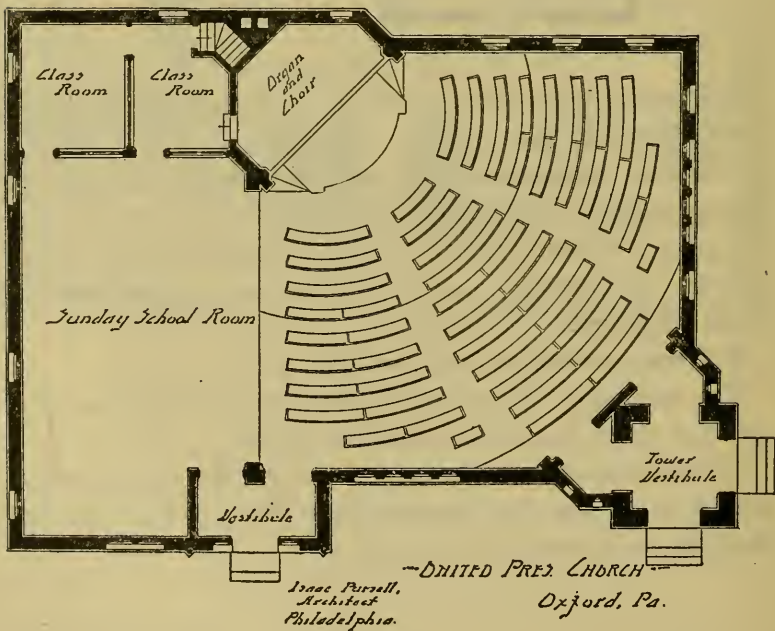 Class
Room
Class
Room
Organ
and
Choir
Sunday School Room
Vestibule
Tower
Vestibule
UNITED PRES. CHURCH
Oxford, Pa.
Isaac Pursell,
Architect
Philadelphia.